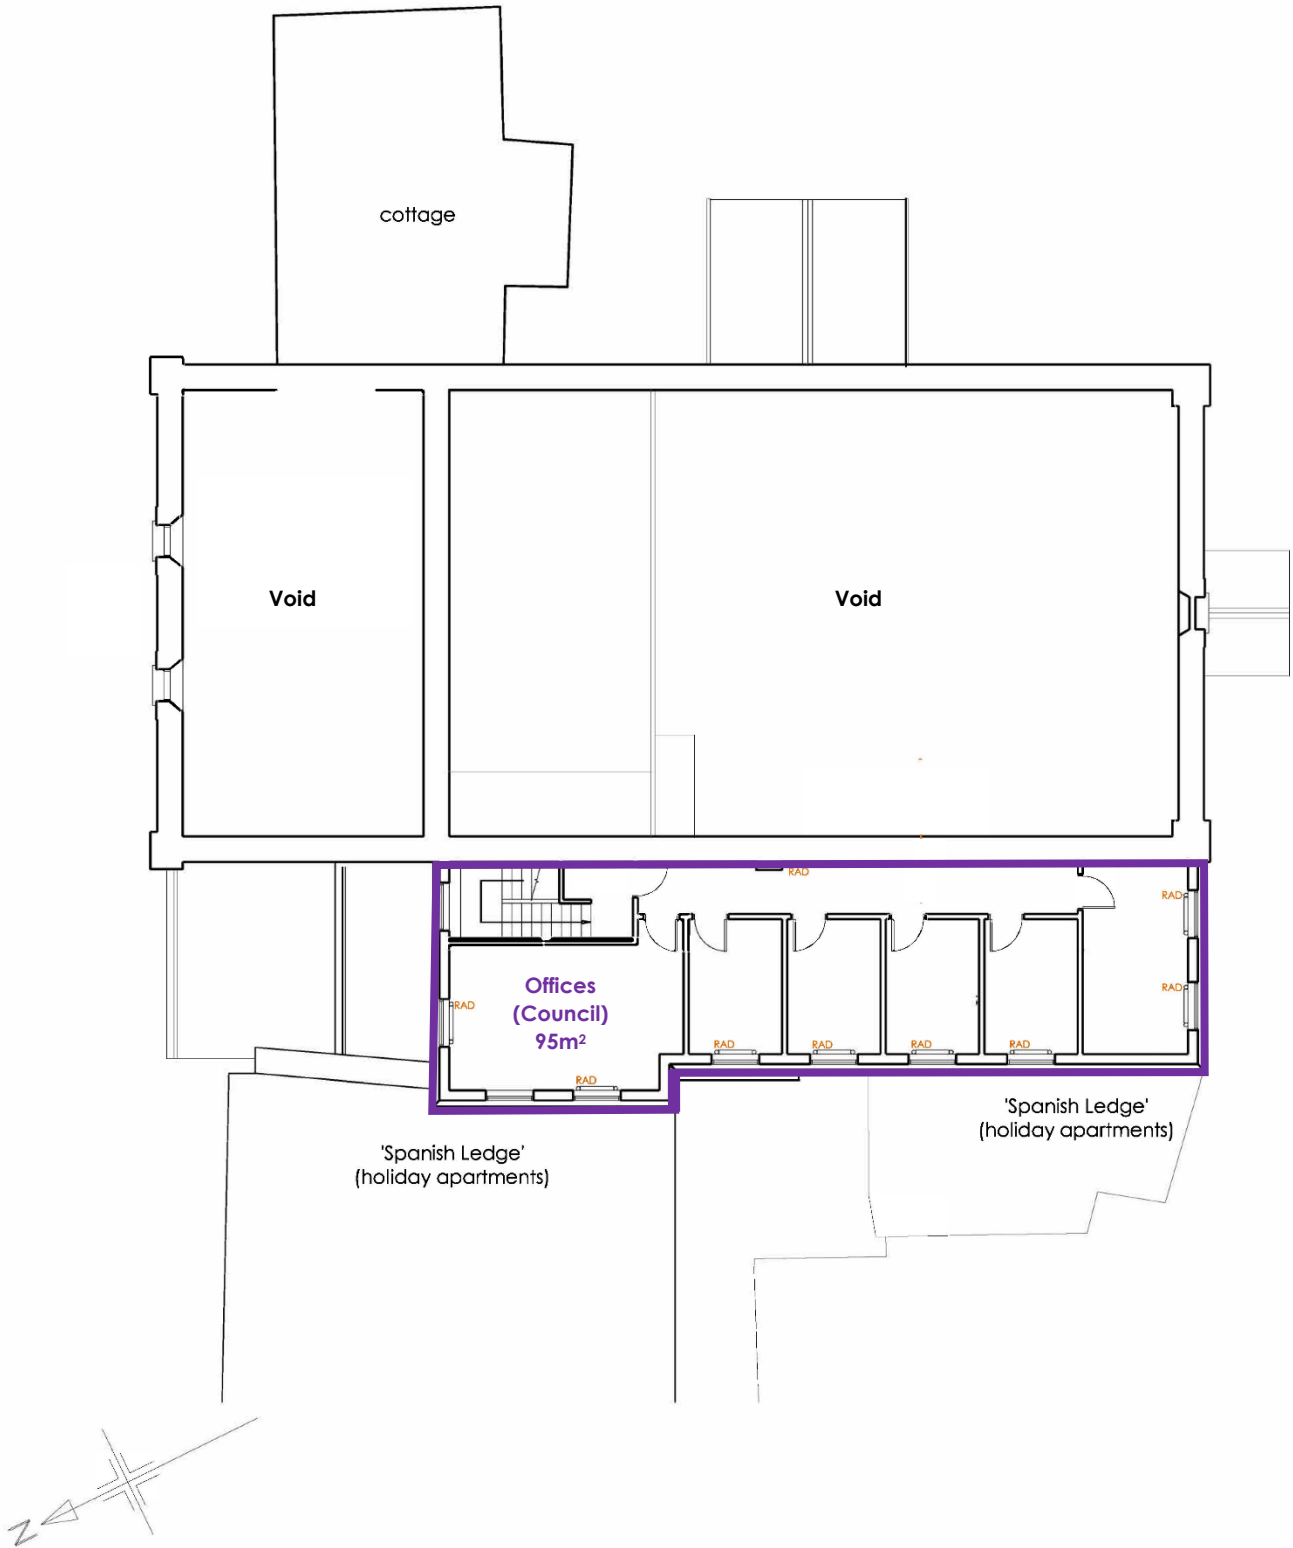 cottage
Void
Void
RAD
RAD
Offices
(Council)
95m²
RAD
RAD
RAD
RAD
RAD
RAD
RAD
'Spanish Ledge'
(holiday apartments)
'Spanish Ledge'
(holiday apartments)
N